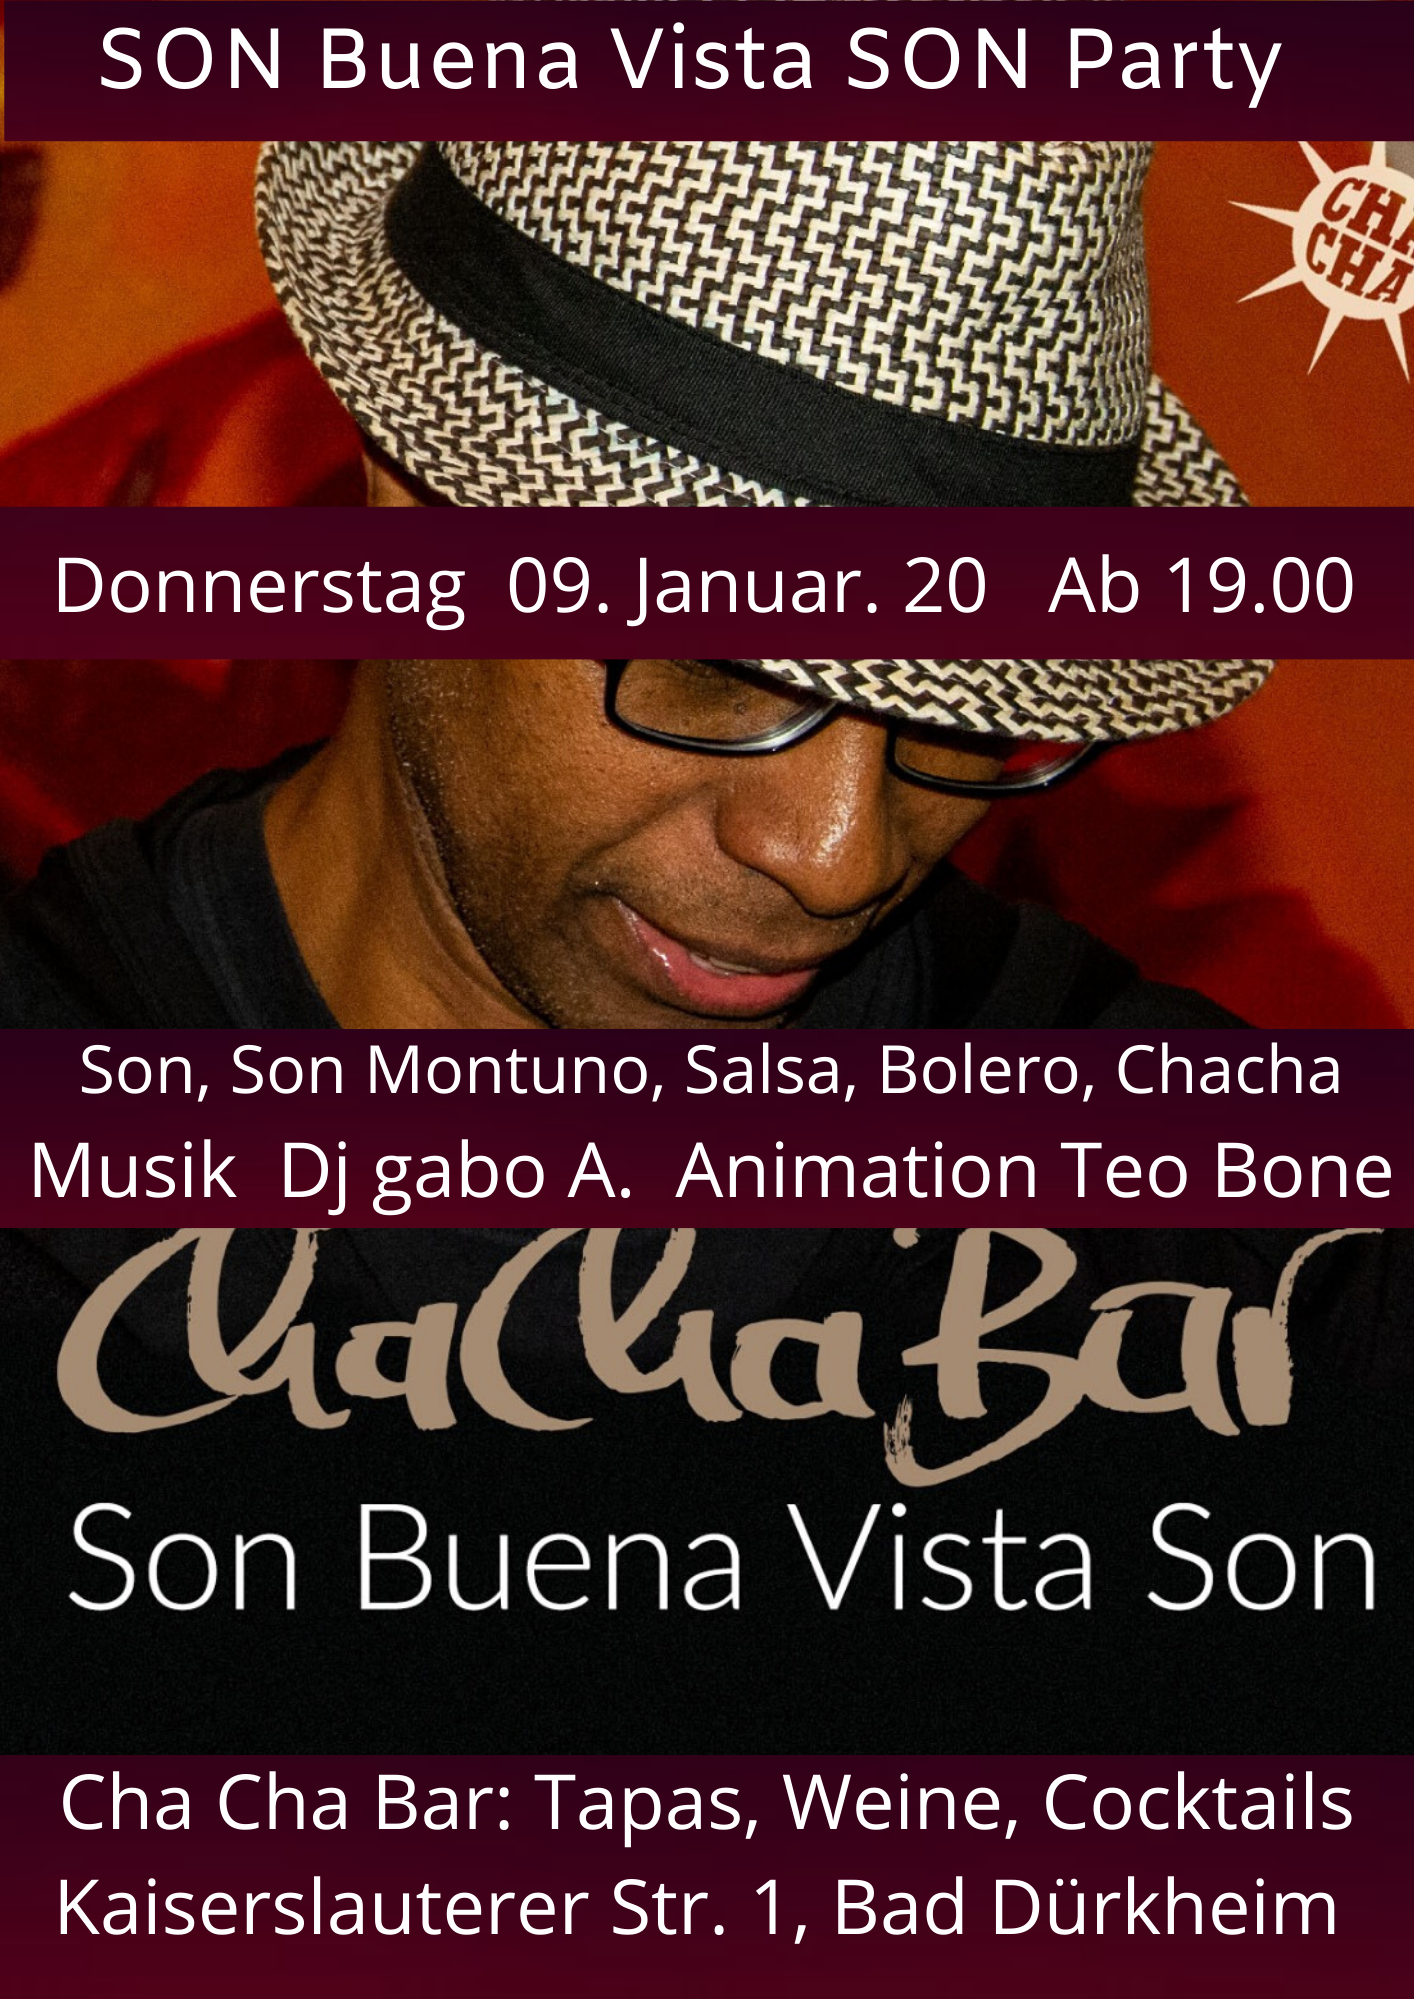 SON Buena Vista SON Party
CHA
CHA
Donnerstag 09. Januar. 20 Ab 19.00
Son, Son Montuno, Salsa, Bolero, Chacha
Musik Dj gabo A. Animation Teo Bone
ChaCha Bar
Son Buena Vista Son
Cha Cha Bar: Tapas, Weine, Cocktails
Kaiserslauterer Str. 1, Bad Dürkheim